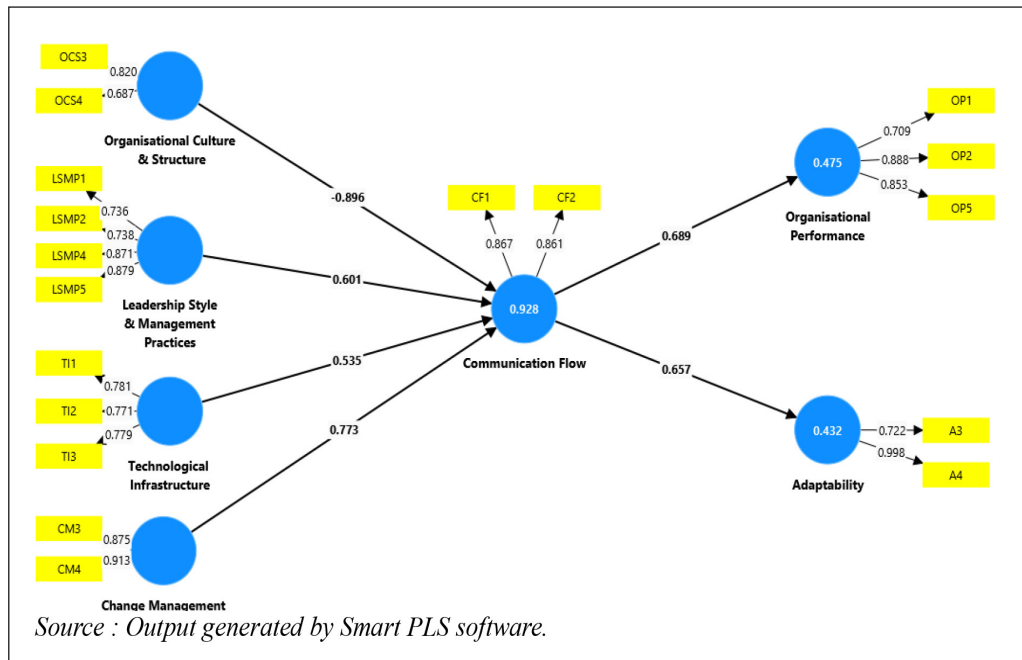 OCS3
0.820
OCS4
0.687
Organisational Culture
& Structure
-0.896
LSMP1
0.736
LSMP2
0.738
LSMP4
0.871
LSMP5
0.879
Leadership Style
& Management
Practices
0.601
TI1
0.781
TI2
0.771
TI3
0.779
Technological
Infrastructure
0.535
CM3
0.875
CM4
0.913
Change Management
0.773
CF1
CF2
0.867
0.861
0.928
Communication Flow
0.689
0.657
OP1
0.709
OP2
0.888
OP5
0.853
0.475
Organisational
Performance
A3
0.722
A4
0.998
0.432
Adaptability
Source : Output generated by Smart PLS software.